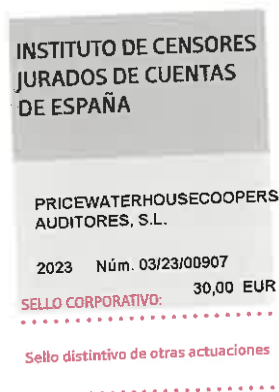 INSTITUTO DE CENSORES
JURADOS DE CUENTAS
DE ESPAÑA
PRICEWATERHOUSECOOPERS
AUDITORES, S.L.
2023 Núm. 03/23/00907
30,00 EUR
SELLO CORPORATIVO:
Sello distintivo de otras actuaciones